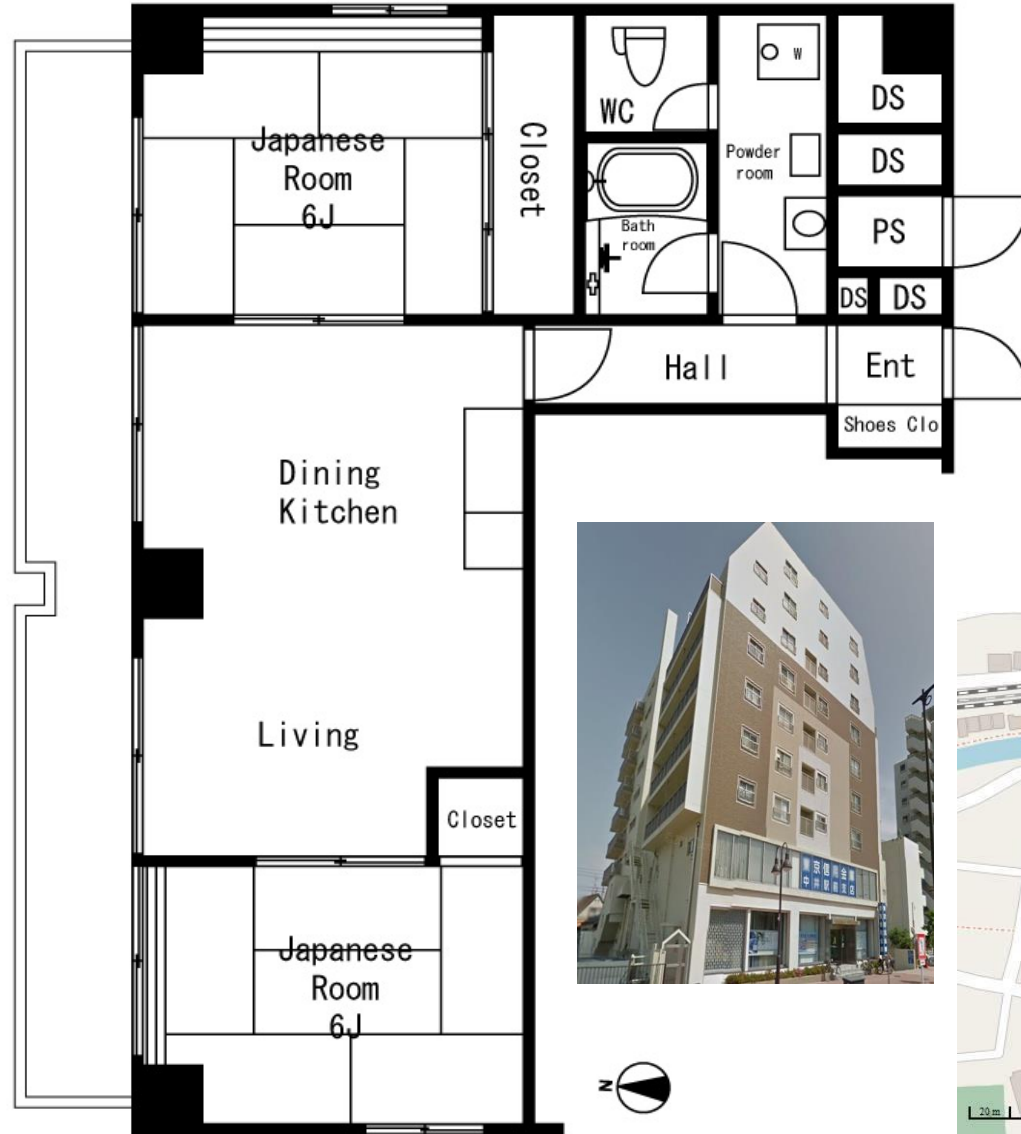 Japanese
Room
6J
Closet
WC
W
Powder
room
Bath
room
DS
DS
PS
DS
DS
Hall
Ent
Shoes Clo
Dining
Kitchen
Living
Closet
Japanese
Room
6J
N
20 m